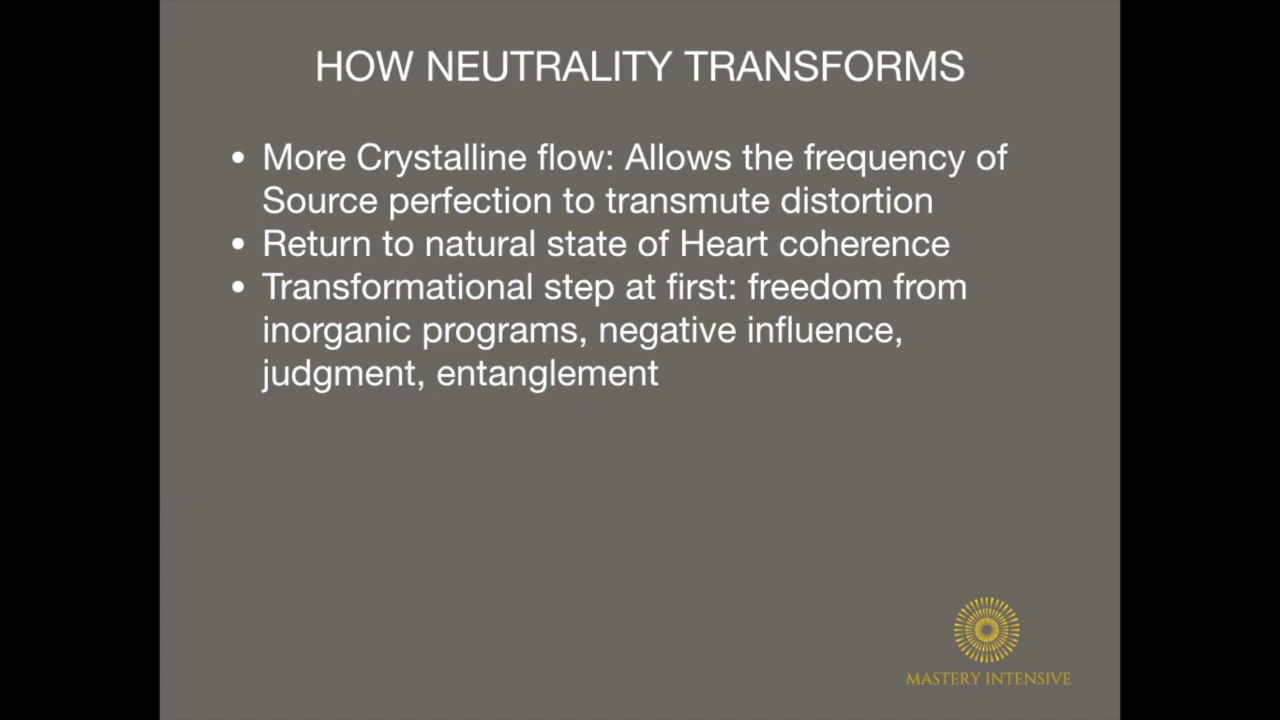 HOW NEUTRALITY TRANSFORMS
• More Crystalline flow: Allows the frequency of
Source perfection to transmute distortion
• Return to natural state of Heart coherence
• Transformational step at first: freedom from
inorganic programs, negative influence,
judgment, entanglement
MASTERY INTENSIVE